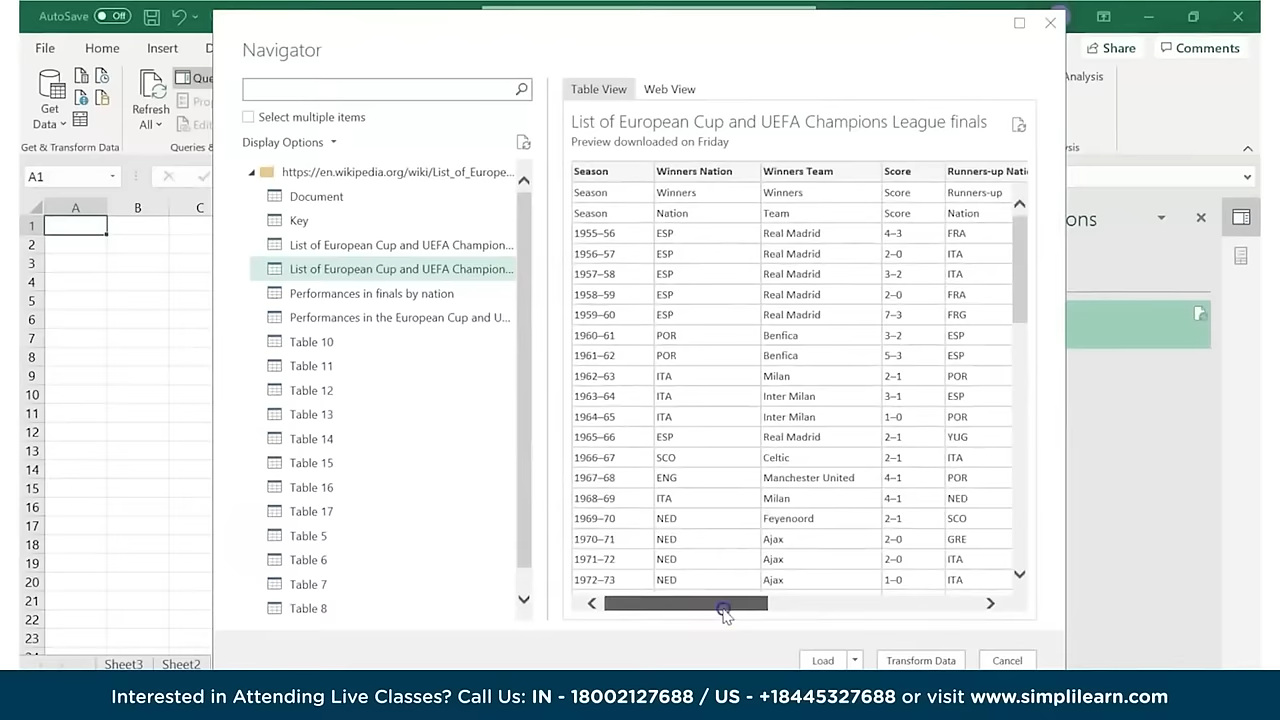 AutoSave Off
File Home Insert D
Share Comments
Get Data
Refresh All
Que
Pro
Edit
Analysis
Get & Transform Data
Queries &
sis
A1
A B C
1
2
3
4
5
6
7
8
9
10
11
12
13
14
15
16
17
18
19
20
21
22
23
Sheet3 Sheet2
Navigator
Select multiple items
Display Options
https://en.wikipedia.org/wiki/List_of_Europe...
Document
Key
List of European Cup and UEFA Champion...
List of European Cup and UEFA Champion...
Performances in finals by nation
Performances in the European Cup and U...
Table 10
Table 11
Table 12
Table 13
Table 14
Table 15
Table 16
Table 17
Table 5
Table 6
Table 7
Table 8
Table View Web View
List of European Cup and UEFA Champions League finals
Preview downloaded on Friday
Season Winners Nation Winners Team Score Runners-up Nati
Season Winners Winners Score Runners-up
Season Nation Team Score Nation
1955–56 ESP Real Madrid 4–3 FRA
1956–57 ESP Real Madrid 2–0 ITA
1957–58 ESP Real Madrid 3–2 ITA
1958–59 ESP Real Madrid 2–0 FRA
1959–60 ESP Real Madrid 7–3 FRG
1960–61 POR Benfica 3–2 ESP
1961–62 POR Benfica 5–3 ESP
1962–63 ITA Milan 2–1 POR
1963–64 ITA Inter Milan 3–1 ESP
1964–65 ITA Inter Milan 1–0 POR
1965–66 ESP Real Madrid 2–1 YUG
1966–67 SCO Celtic 2–1 ITA
1967–68 ENG Manchester United 4–1 POR
1968–69 ITA Milan 4–1 NED
1969–70 NED Feyenoord 2–1 SCO
1970–71 NED Ajax 2–0 GRE
1971–72 NED Ajax 2–0 ITA
1972–73 NED Ajax 1–0 ITA
Load Transform Data Cancel
ons
Interested in Attending Live Classes? Call Us: IN - 18002127688 / US - +18445327688 or visit www.simplilearn.com